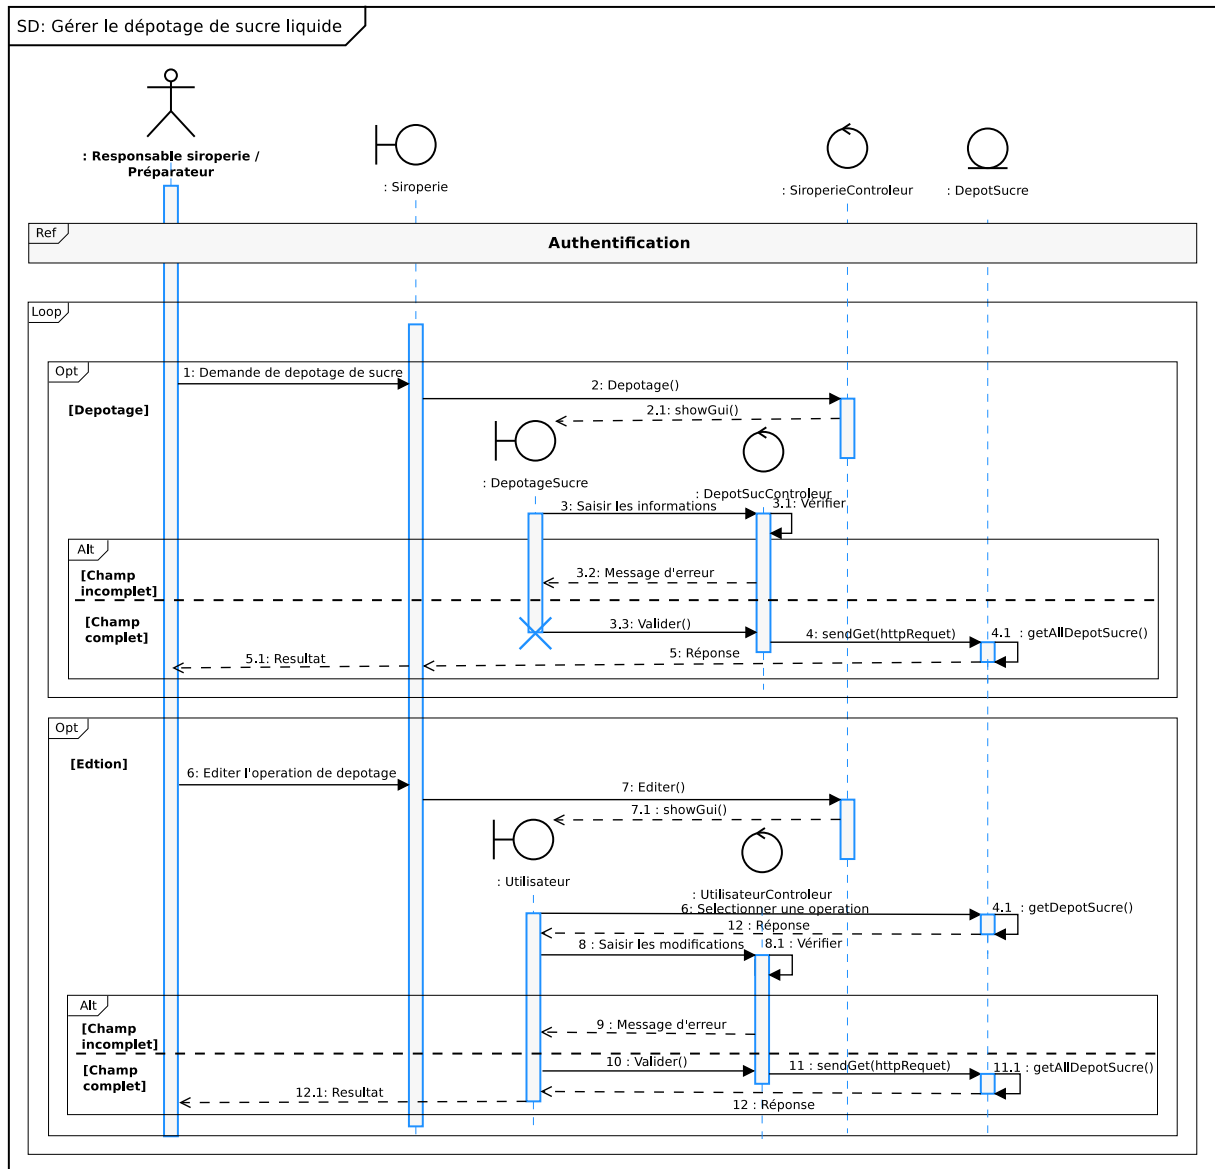 SD: Gérer le dépotage de sucre liquide
: Responsable siroperie /
Préparateur
: Siroperie
: SiroperieControleur
: DepotSucre
Ref
Authentification
Loop
Opt
1: Demande de depotage de sucre
2: Depotage()
[Depotage]
2.1: showGui()
: DepotageSucre
: DepotSucControleur
3: Saisir les informations
3.1: Vérifier
Alt
[Champ
incomplet]
3.2: Message d'erreur
[Champ
complet]
3.3: Valider()
4: sendGet(httpRequet)
4.1 : getAllDepotSucre()
5: Réponse
5.1: Resultat
Opt
[Edtion]
6: Editer l'operation de depotage
7: Editer()
7.1 : showGui()
: Utilisateur
: UtilisateurControleur
6: Selectionner une operation
4.1 : getDepotSucre()
12 : Réponse
8 : Saisir les modifications
8.1 : Vérifier
Alt
[Champ
incomplet]
9 : Message d'erreur
[Champ
complet]
10 : Valider()
11 : sendGet(httpRequet)
11.1 : getAllDepotSucre()
12.1: Resultat
12 : Réponse